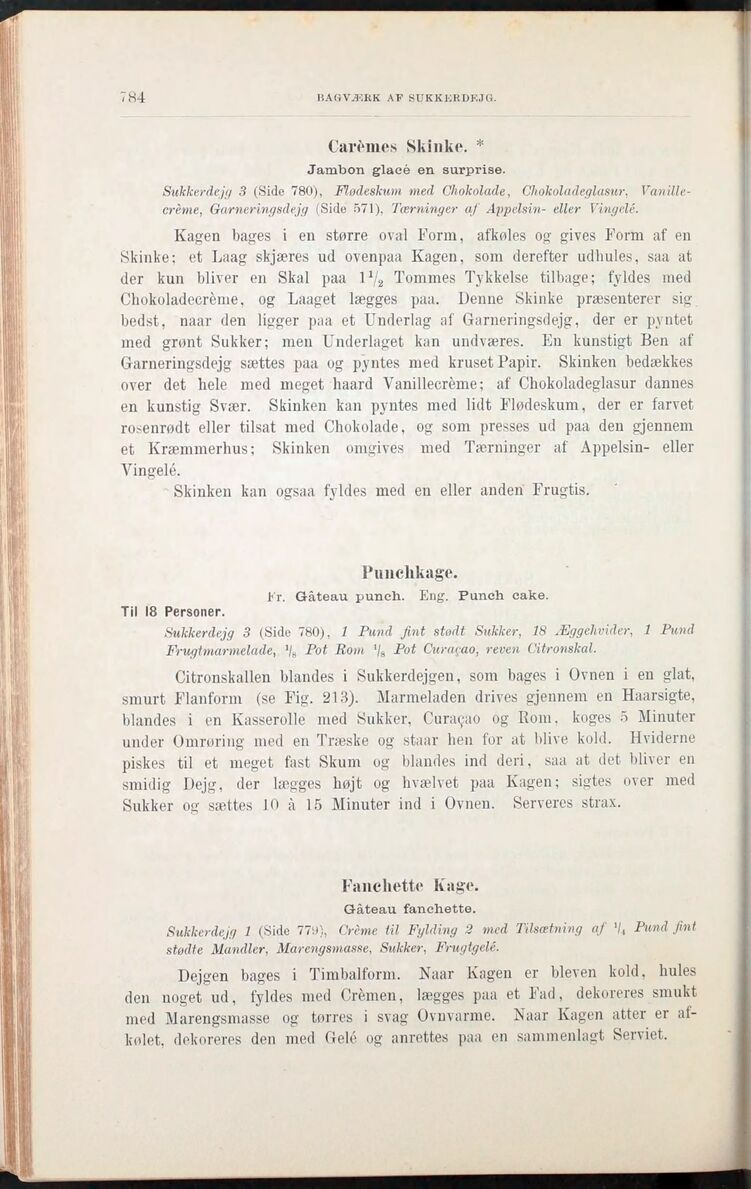 784
BAGVÆRK AF SUKKERDEJG.
Carèmes Skinke. *
Jambon glacé en surprise.
Sukkerdejg 3 (Side 780), Flødeskum med Chokolade, Chokoladeglasur, Vanille-
crème, Garneringsdejg (Side 571), Tærninger af Appelsin- eller Vingelé.
Kagen bages i en større oval Form, afkøles og gives Form af en
Skinke; et Laag skjæres ud ovenpaa Kagen, som derefter udhules, saa at
der kun bliver en Skal paa 1 1/2 Tommes Tykkelse tilbage; fyldes med
Chokoladecrème, og Laaget lægges paa. Denne Skinke præsenterer sig
bedst, naar den ligger paa et Underlag af Garneringsdejg, der er pyntet
med grønt Sukker; men Underlaget kan undværes. En kunstigt Ben af
Garneringsdejg sættes paa og pyntes med kruset Papir. Skinken bedækkes
over det hele med meget haard Vanillecrème; af Chokoladeglasur dannes
en kunstig Svær. Skinken kan pyntes med lidt Flødeskum, der er farvet
rosenrødt eller tilsat med Chokolade, og som presses ud paa den gjennem
et Kræmmerhus; Skinken omgives med Tærninger af Appelsin- eller
Vingelé.
Skinken kan ogsaa fyldes med en eller anden Frugtis.
Punchkage.
Fr. Gâteau punch. Eng. Punch cake.
Til 18 Personer.
Sukkerdejg 3 (Side 780), 1 Pund fint stødt Sukker, 18 Æggehvider, 1 Pund
Frugtmarmelade, 1/8 Pot Rom 1/8 Pot Curaçao, reven Citronskal.
Citronskallen blandes i Sukkerdejgen, som bages i Ovnen i en glat,
smurt Flanform (se Fig. 213). Marmeladen drives gjennem en Haarsigte,
blandes i en Kasserolle med Sukker, Curaçao og Rom, koges 5 Minuter
under Omrøring med en Træske og staar hen for at blive kold. Hviderne
piskes til et meget fast Skum og blandes ind deri, saa at det bliver en
smidig Dejg, der lægges højt og hvælvet paa Kagen; sigtes over med
Sukker og sættes 10 à 15 Minuter ind i Ovnen. Serveres strax.
Fanchette Kage.
Gâteau fanchette.
Sukkerdejg 1 (Side 779), Crème til Fylding 2 med Tilsætning af 1/4 Pund fint
stødte Mandler, Marengsmasse, Sukker, Frugtgelé.
Dejgen bages i Timbalform. Naar Kagen er bleven kold, hules
den noget ud, fyldes med Crèmen, lægges paa et Fad, dekoreres smukt
med Marengsmasse og tørres i svag Ovnvarme. Naar Kagen atter er af-
kølet, dekoreres den med Gelé og anrettes paa en sammenlagt Serviet.